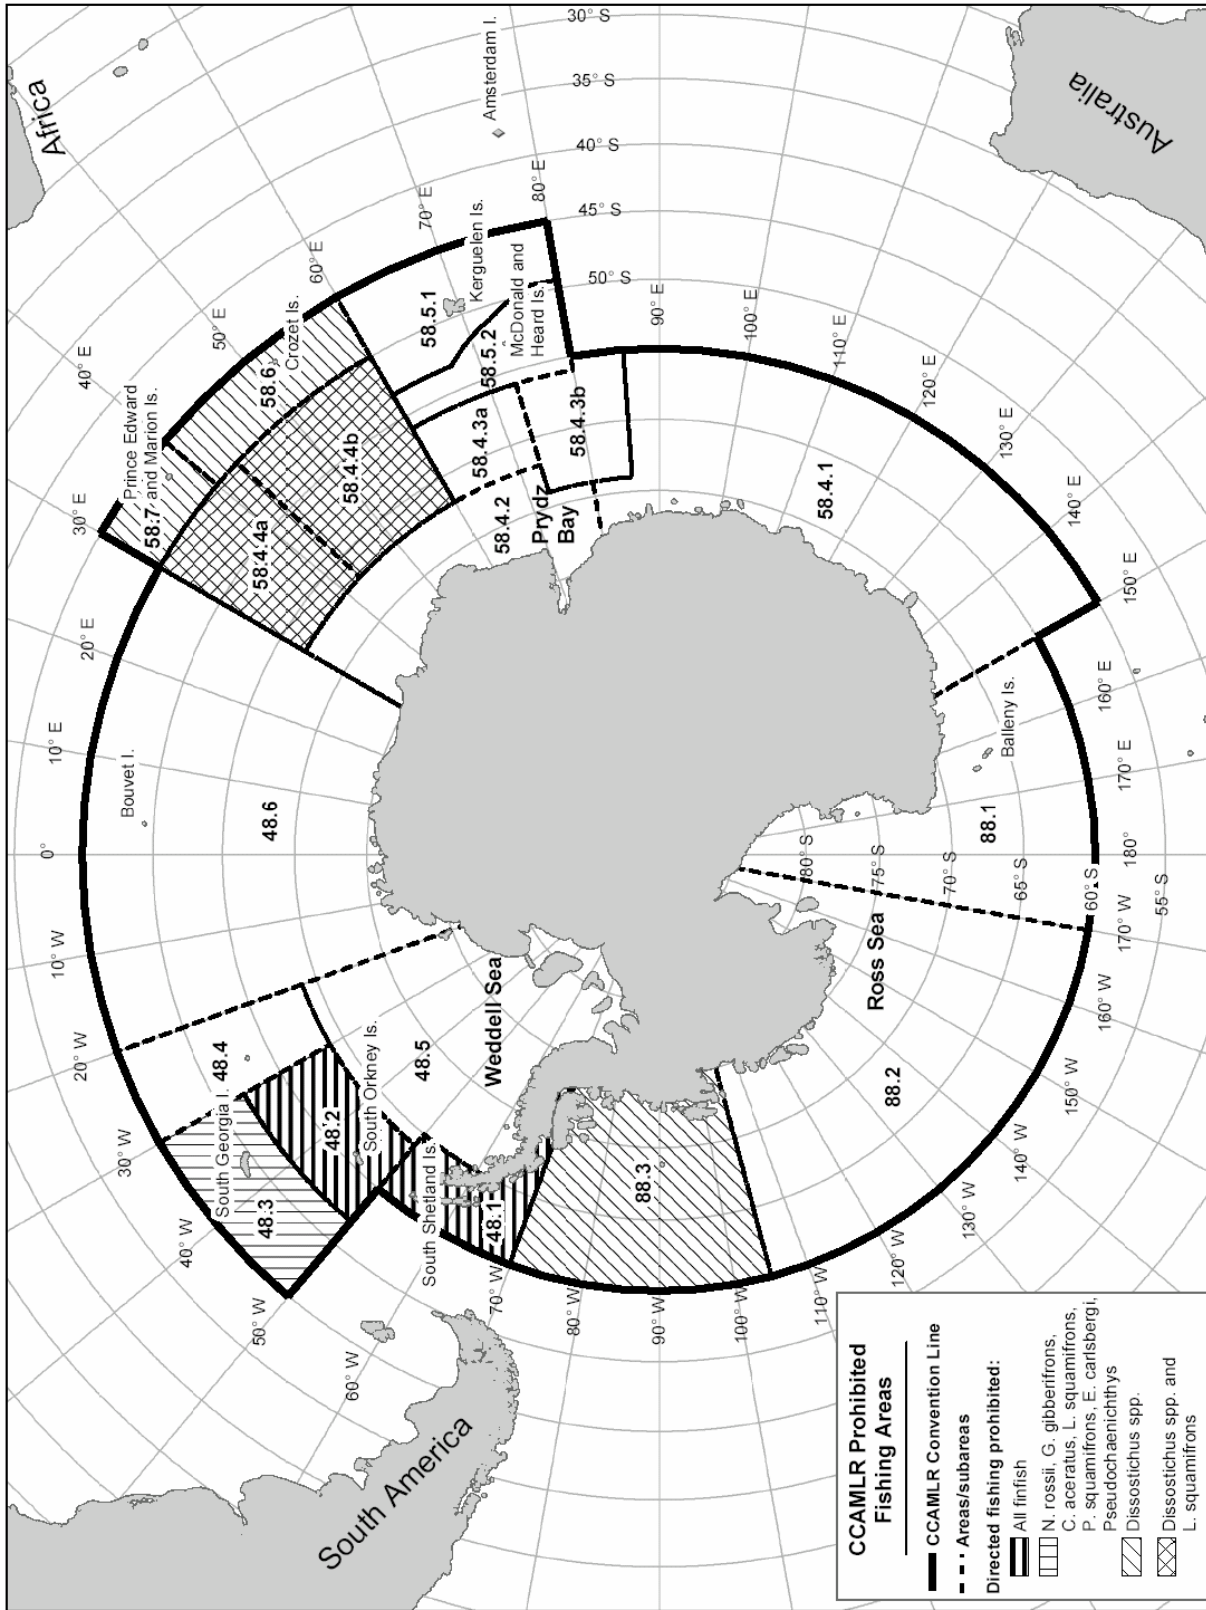 Africa
Amsterdam I.
Australia
South America
30° S
35° S
40° S
45° S
50° S
80° E
70° E
60° E
50° E
40° E
30° E
20° E
10° E
0°
10° W
20° W
30° W
40° W
50° W
60° W
70° W
80° W
90° W
100° W
110° W
120° W
130° W
140° W
150° W
160° W
170° W
180°
170° E
160° E
150° E
140° E
130° E
120° E
110° E
100° E
90° E
80° S
75° S
70° S
65° S
60° S
55° S
Prince Edward
and Marion Is.
58.7
58.6
Crozet Is.
58.4.4a
58.4.4b
58.5.1
Kerguelen Is.
58.5.2
McDonald and
Heard Is.
58.4.3a
58.4.3b
58.4.2
Prydz
Bay
58.4.1
Bouvet I.
48.6
48.4
South Georgia I.
48.3
48.2
South Orkney Is.
48.5
Weddell Sea
South Shetland Is.
48.1
88.3
88.2
Ross Sea
88.1
Balleny Is.
CCAMLR Prohibited
Fishing Areas
CCAMLR Convention Line
Areas/subareas
Directed fishing prohibited:
All finfish
N. rossii, G. gibberifrons,
C. aceratus, L. squamifrons,
P. squamifrons, E. carlsbergi,
Pseudochaenichthys
Dissostichus spp.
Dissostichus spp. and
L. squamifrons